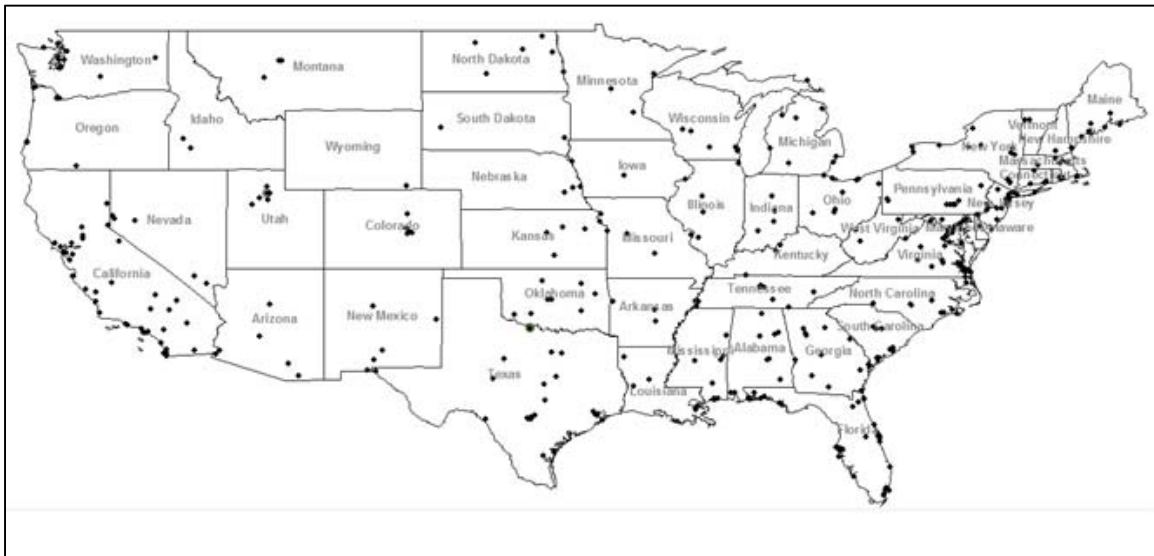 Washington
Montana
North Dakota
Minnesota
Maine
Oregon
Idaho
South Dakota
Wisconsin
Michigan
Vermont
New Hampshire
New York
Massachusetts
Wyoming
Connecticut
Iowa
Nebraska
Pennsylvania
New Jersey
Nevada
Utah
Colorado
Kansas
Missouri
Illinois
Indiana
Ohio
West Virginia
Delaware
Virginia
Kentucky
California
Arizona
New Mexico
Oklahoma
Arkansas
Tennessee
North Carolina
South Carolina
Texas
Louisiana
Mississippi
Alabama
Georgia
Florida